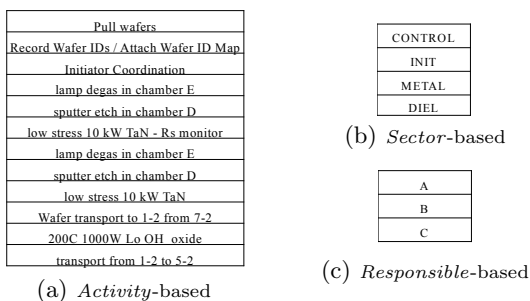 Pull wafers
Record Wafer IDs / Attach Wafer ID Map
Initiator Coordination
lamp degas in chamber E
sputter etch in chamber D
low stress 10 kW TaN - Rs monitor
lamp degas in chamber E
sputter etch in chamber D
low stress 10 kW TaN
Wafer transport to 1-2 from 7-2
200C 1000W Lo OH oxide
transport from 1-2 to 5-2
(a) Activity-based
CONTROL
INIT
METAL
DIEL
(b) Sector-based
A
B
C
(c) Responsible-based